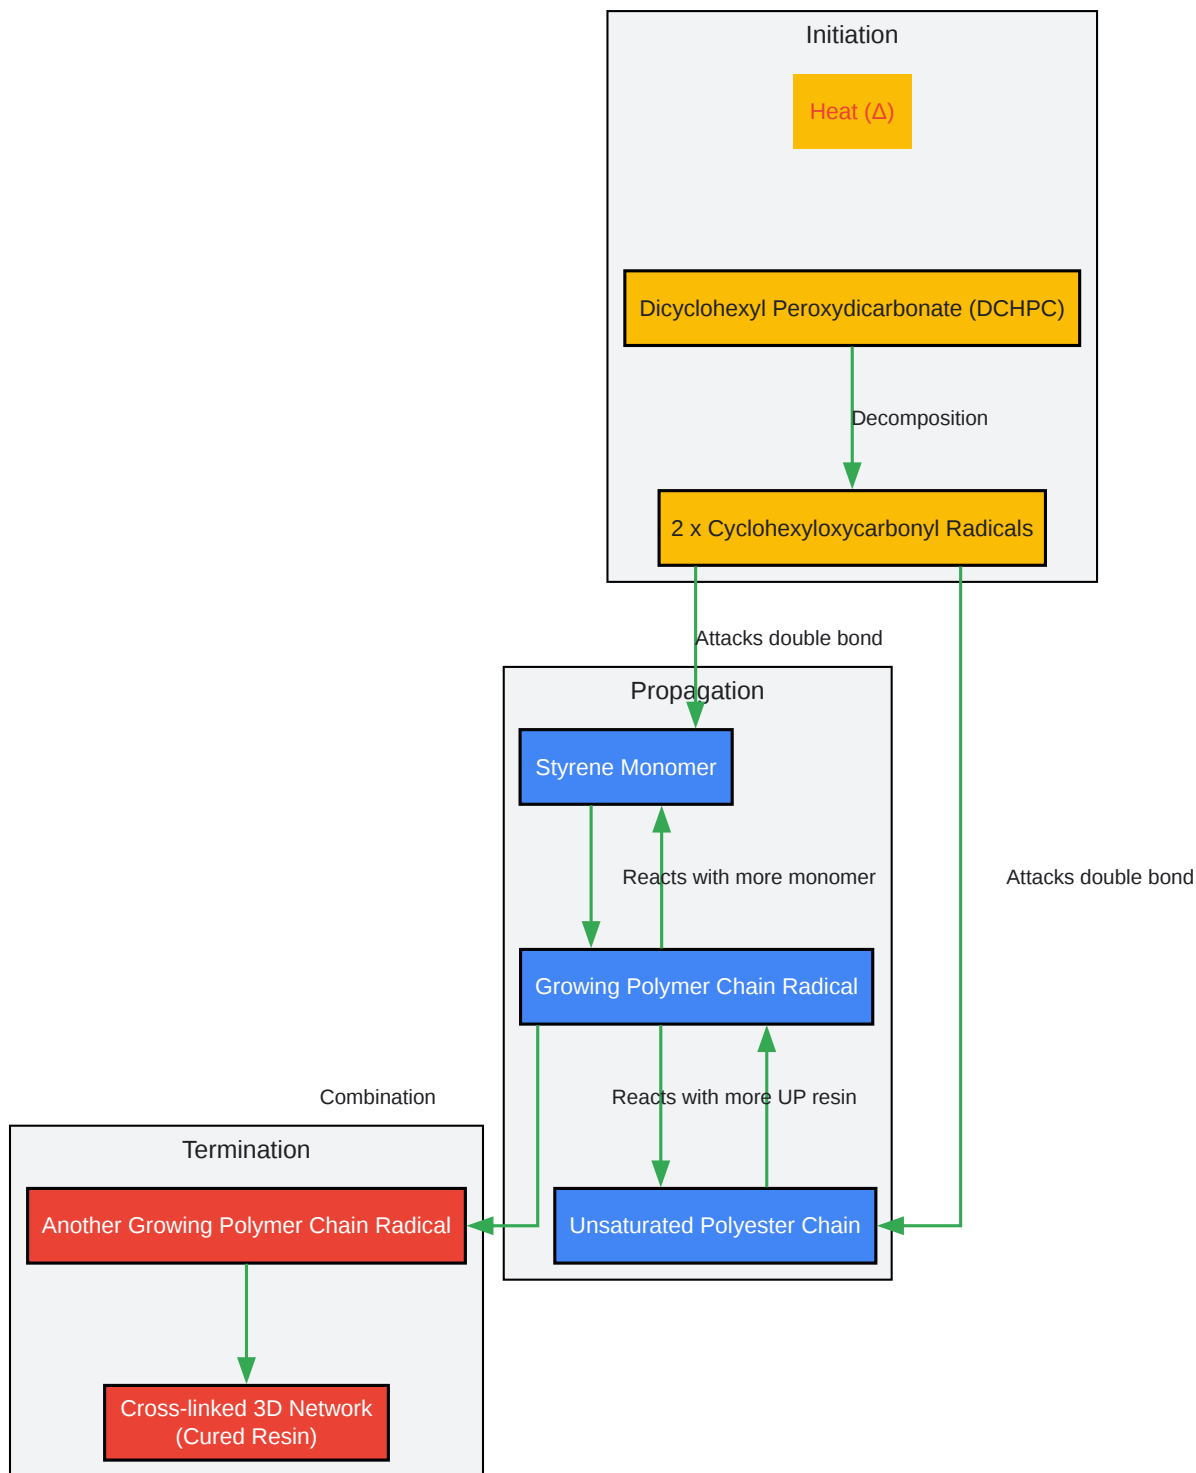 Initiation
Heat (Δ)
Dicyclohexyl Peroxydicarbonate (DCHPC)
Decomposition
2 x Cyclohexyloxycarbonyl Radicals
Attacks double bond
Propagation
Styrene Monomer
Reacts with more monomer
Attacks double bond
Growing Polymer Chain Radical
Combination
Reacts with more UP resin
Termination
Another Growing Polymer Chain Radical
Unsaturated Polyester Chain
Cross-linked 3D Network
(Cured Resin)